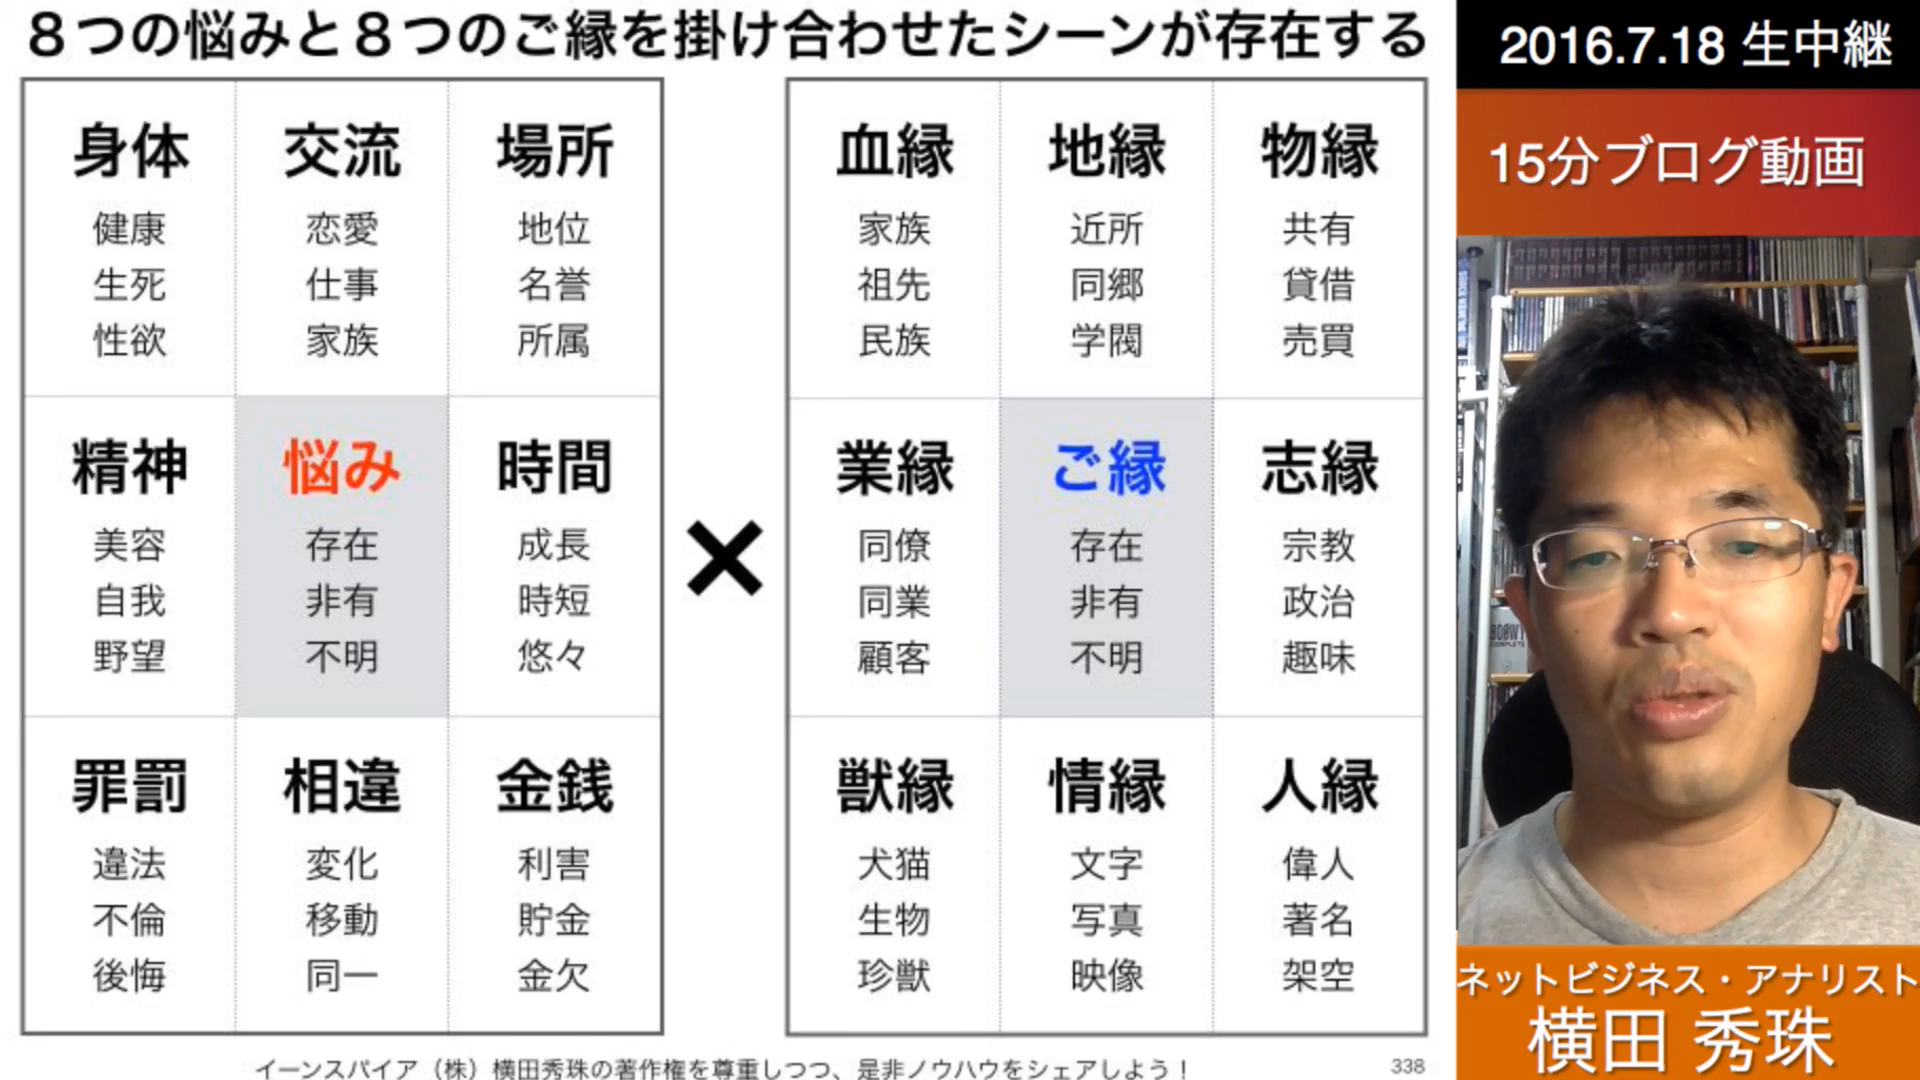 8つの悩みと8つのご縁を掛け合わせたシーンが存在する
身体
健康
生死
性欲
交流
恋愛
仕事
家族
場所
地位
名誉
所属
精神
美容
自我
野望
悩み
存在
非有
不明
時間
成長
時短
悠々
罪罰
違法
不倫
後悔
相違
変化
移動
同一
金銭
利害
貯金
金欠
×
血縁
家族
祖先
民族
地縁
近所
同郷
学閥
物縁
共有
貸借
売買
業縁
同僚
同業
顧客
ご縁
存在
非有
不明
志縁
宗教
政治
趣味
獣縁
犬猫
生物
珍獣
情縁
文字
写真
映像
人縁
偉人
著名
架空
イーンスパイア（株）横田秀珠の著作権を尊重しつつ、是非ノウハウをシェアしよう！
338
2016.7.18 生中継
15分ブログ動画
BOØWY
COMPLETE
ネットビジネス・アナリスト
横田 秀珠